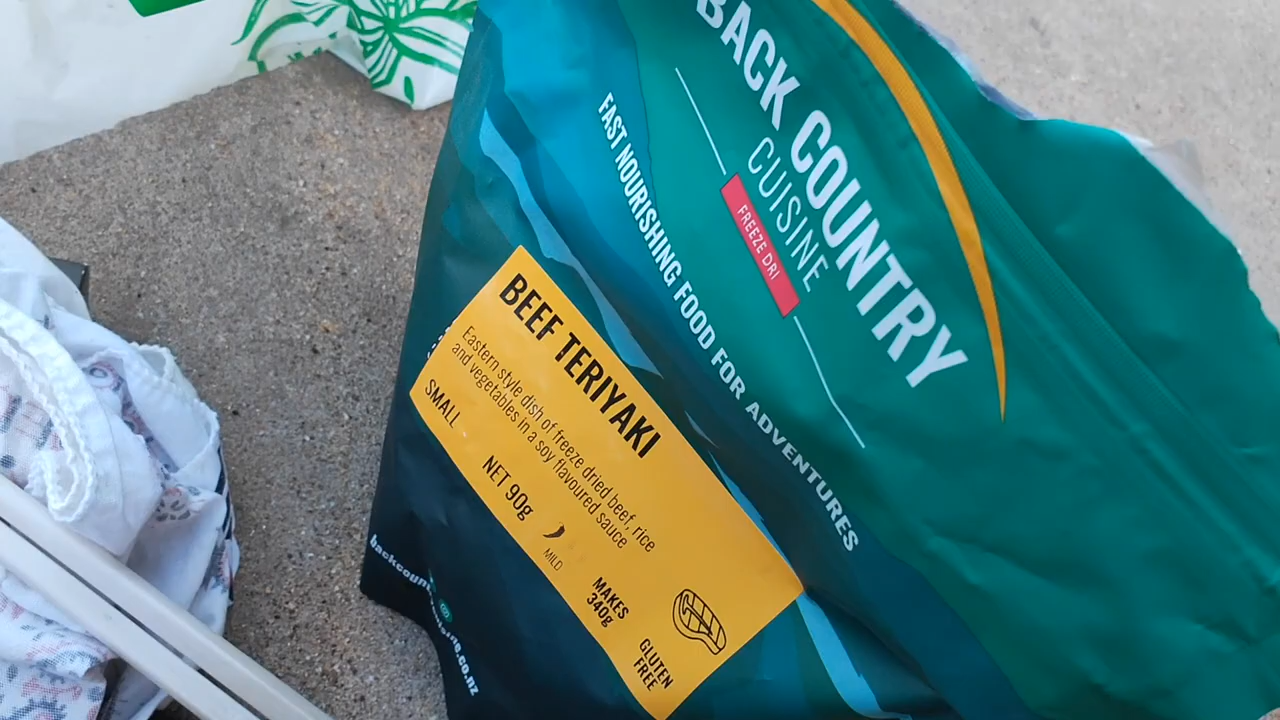 BACK COUNTRY
CUISINE
FREEZE DRI
FAST NOURISHING FOOD FOR ADVENTURES
BEEF TERIYAKI
Eastern style dish of freeze dried beef, rice
and vegetables in a soy flavoured sauce
SMALL
NET 90g
MILD
MAKES
340g
GLUTEN
FREE